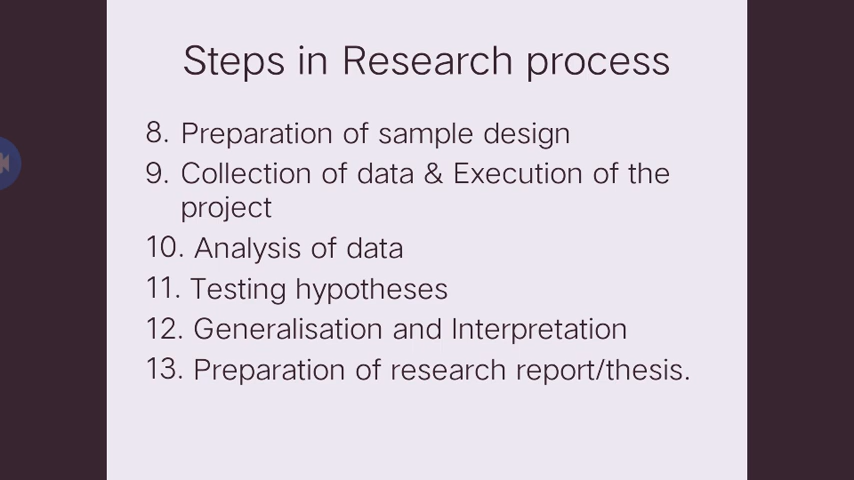 Steps in Research process
8. Preparation of sample design
9. Collection of data & Execution of the
project
10. Analysis of data
11. Testing hypotheses
12. Generalisation and Interpretation
13. Preparation of research report/thesis.